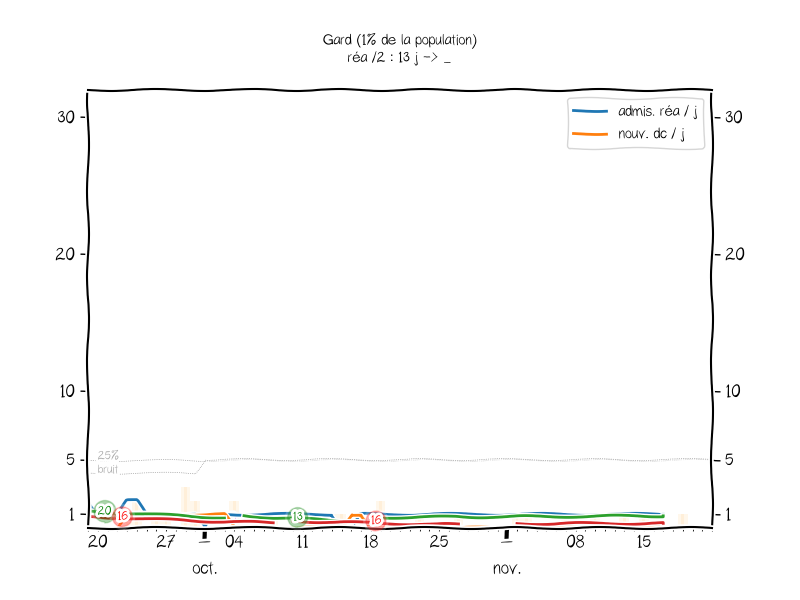 Gard (1% de la population)
réa /2 : 13 j -> _
admis. réa / j
nouv. dc / j
30 30
20 20
10 10
5 5
25%
bruit
1 1
20 16 13 16
20 27 1 04 11 18 25 1 08 15
oct. nov.